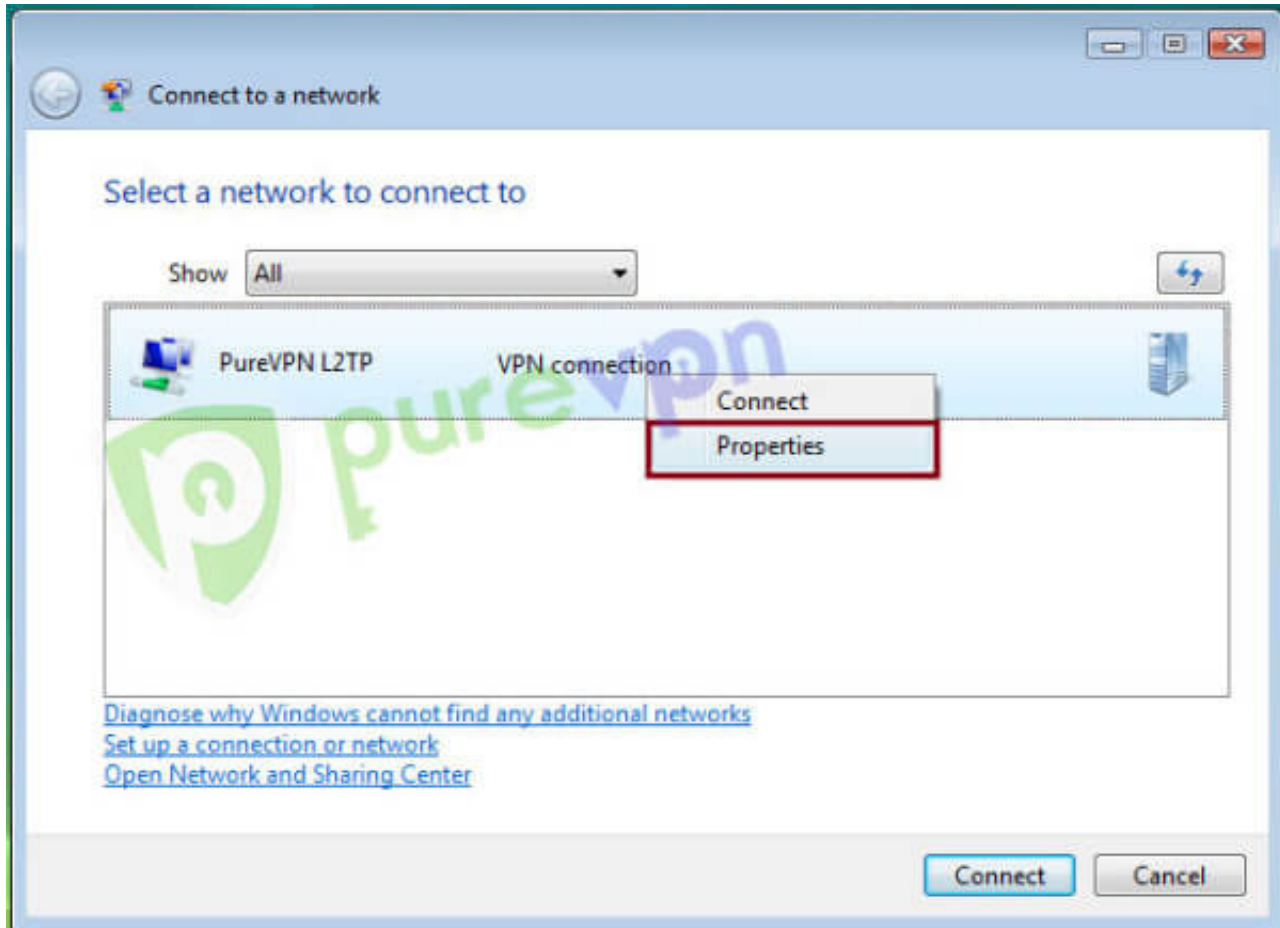 Connect to a network
Select a network to connect to
Show All
PureVPN L2TP VPN connection
purevpn
Connect
Properties
Diagnose why Windows cannot find any additional networks
Set up a connection or network
Open Network and Sharing Center
Connect Cancel